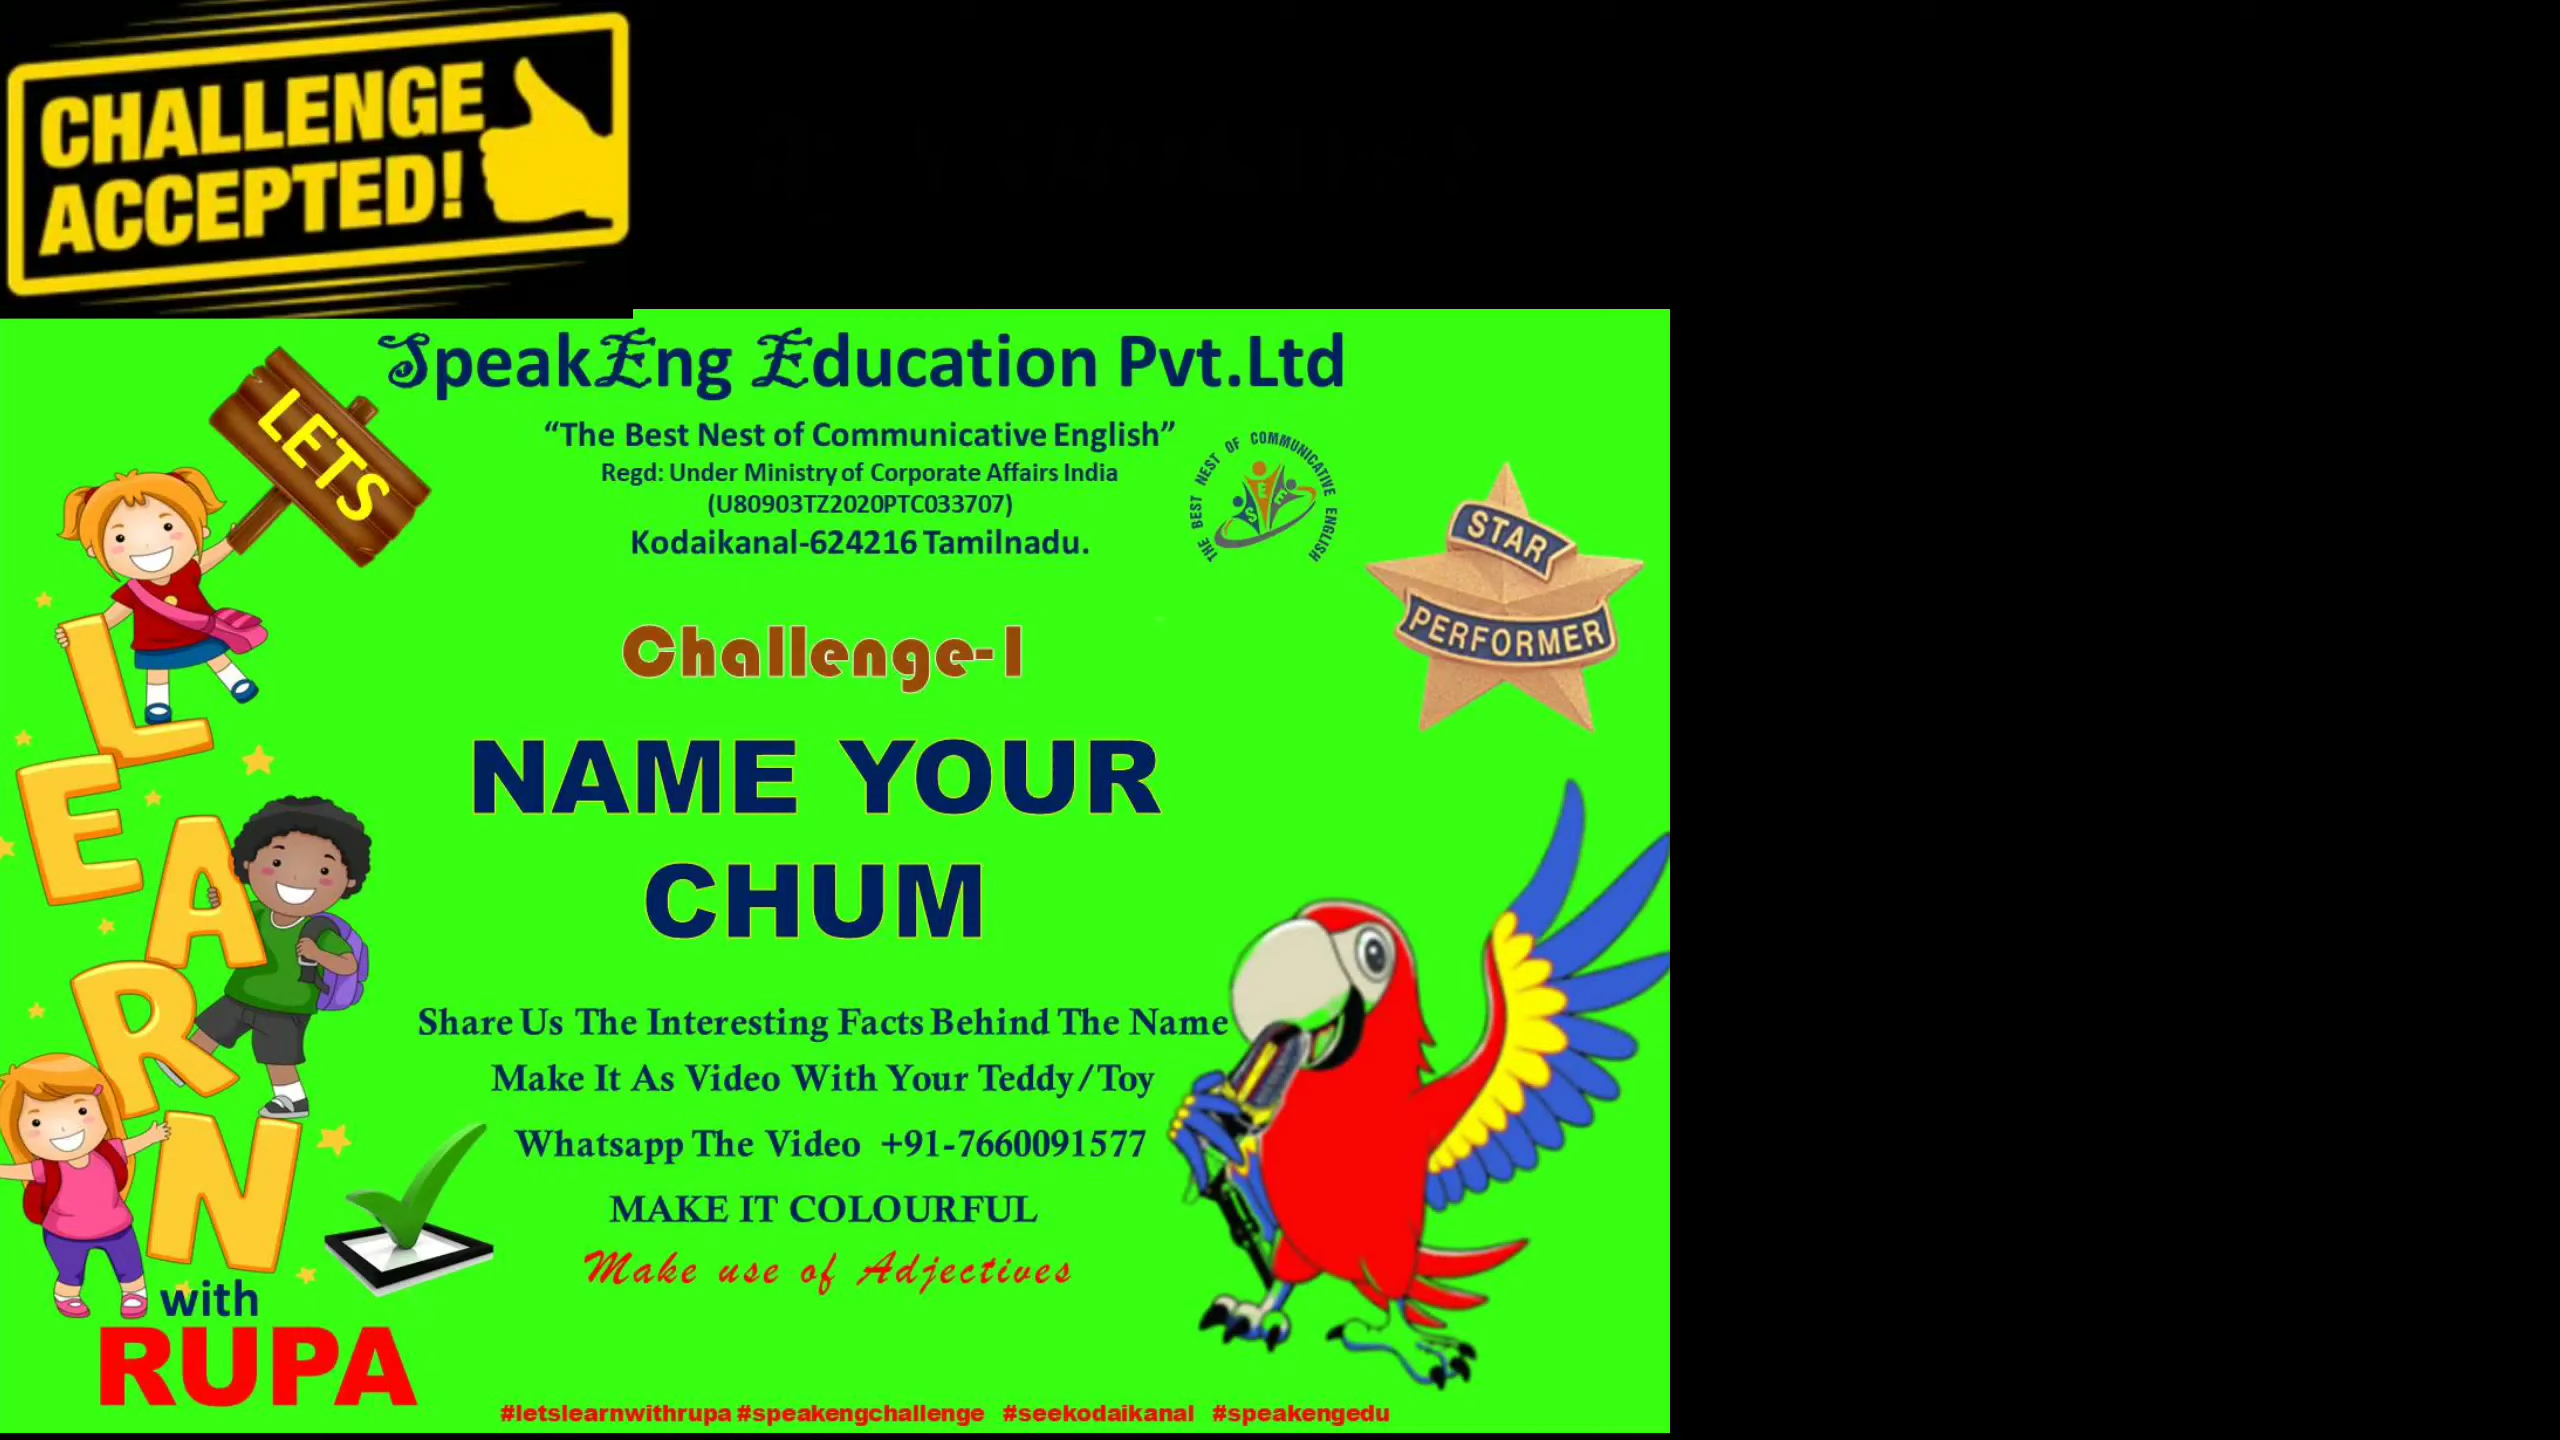 CHALLENGE
ACCEPTED!
SpeakEng Education Pvt.Ltd
“The Best Nest of Communicative English”
Regd: Under Ministry of Corporate Affairs India
(U80903TZ2020PTC033707)
Kodaikanal-624216 Tamilnadu.
THE BEST NEST OF COMMUNICATIVE ENGLISH
S E E
LETS
LEARN
with
RUPA
STAR
PERFORMER
Challenge-I
NAME YOUR
CHUM
Share Us The Interesting Facts Behind The Name
Make It As Video With Your Teddy/Toy
Whatsapp The Video +91-7660091577
MAKE IT COLOURFUL
Make use of Adjectives
#letslearnwithrupa #speakengchallenge #seekodaikanal #speakengedu